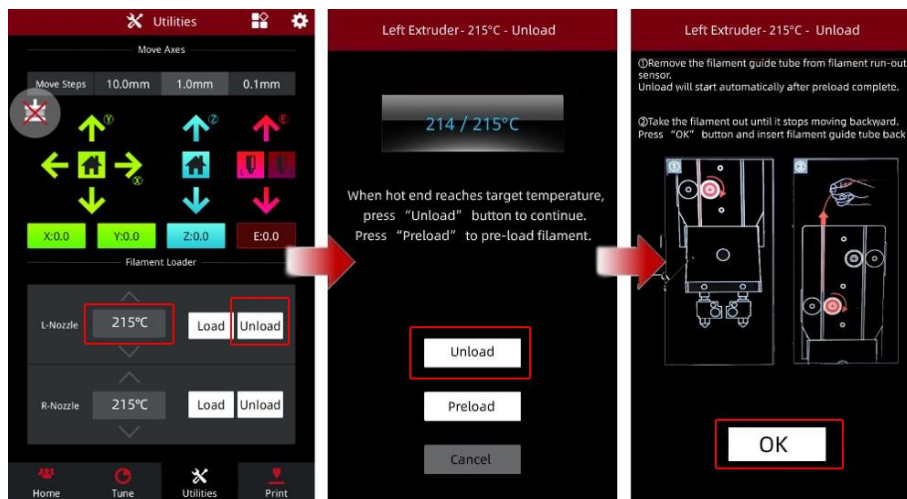 Utilities
Move Axes
Move Steps 10.0mm 1.0mm 0.1mm
Y
Z
E
X
L R
X:0.0 Y:0.0 Z:0.0 E:0.0
Filament Loader
L-Nozzle 215℃ Load Unload
R-Nozzle 215℃ Load Unload
Home Tune Utilities Print
Left Extruder- 215°C - Unload
214 / 215°C
When hot end reaches target temperature,
press “Unload” button to continue.
Press “Preload” to pre-load filament.
Unload
Preload
Cancel
Left Extruder- 215°C - Unload
①Remove the filament guide tube from filament run-out
sensor.
Unload will start automatically after preload complete.
②Take the filament out until it stops moving backward.
Press “OK” button and insert filament guide tube back
① ②
OK